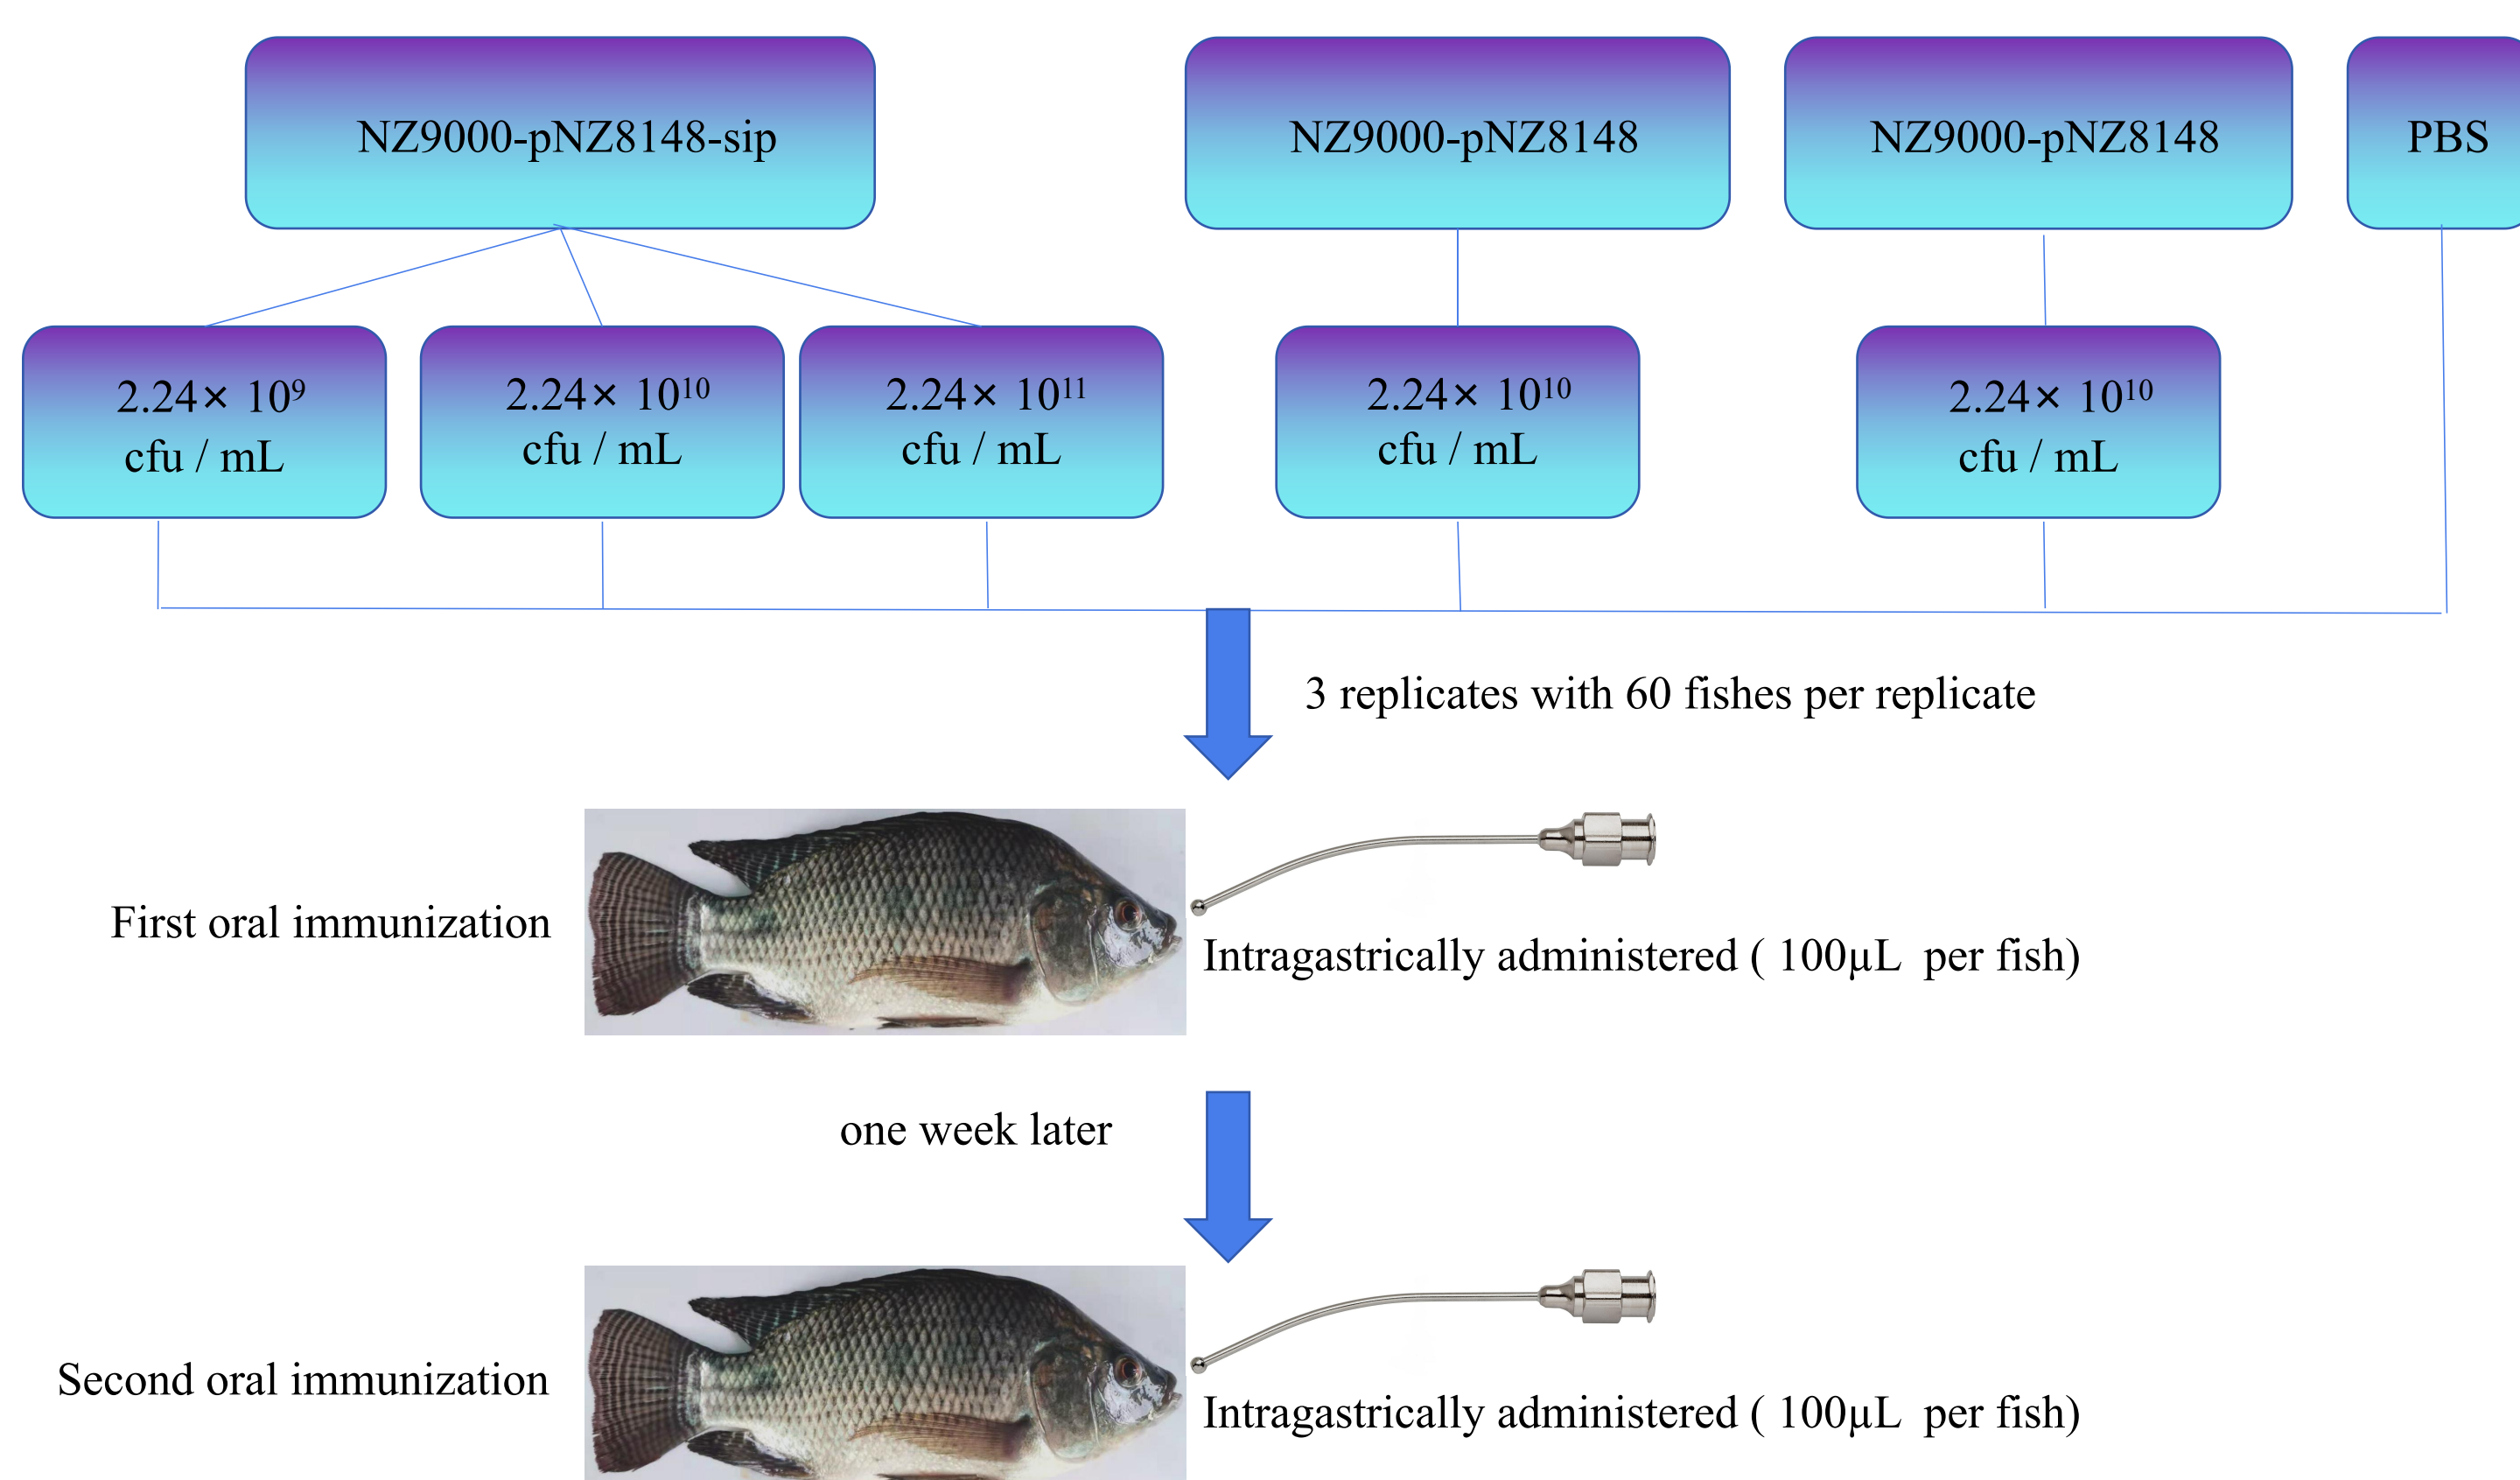 NZ9000-pNZ8148-sip
NZ9000-pNZ8148
NZ9000-pNZ8148
PBS
2.24× 10⁹
cfu / mL
2.24× 10¹⁰
cfu / mL
2.24× 10¹¹
cfu / mL
2.24× 10¹⁰
cfu / mL
2.24× 10¹⁰
cfu / mL
3 replicates with 60 fishes per replicate
First oral immunization
Intragastrically administered ( 100μL per fish)
one week later
Second oral immunization
Intragastrically administered ( 100μL per fish)